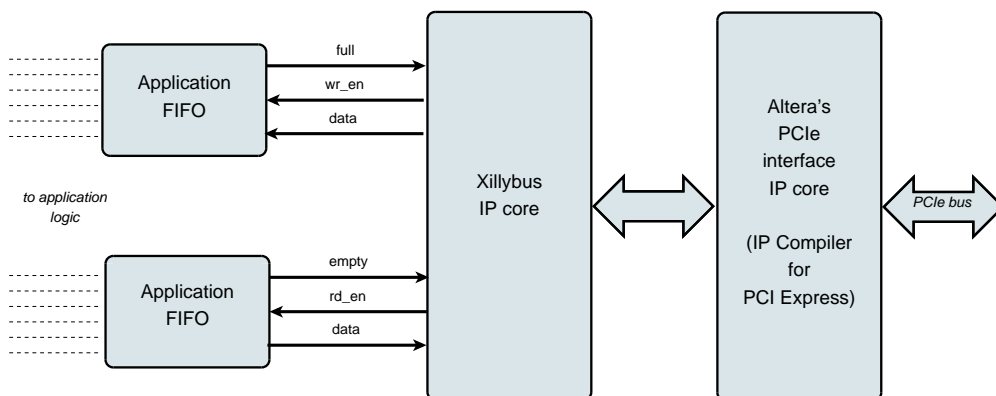 full
wr_en
data
Application
FIFO
to application
logic
empty
rd_en
data
Application
FIFO
Xillybus
IP core
Altera’s
PCIe
interface
IP core
(IP Compiler
for
PCI Express)
PCIe bus